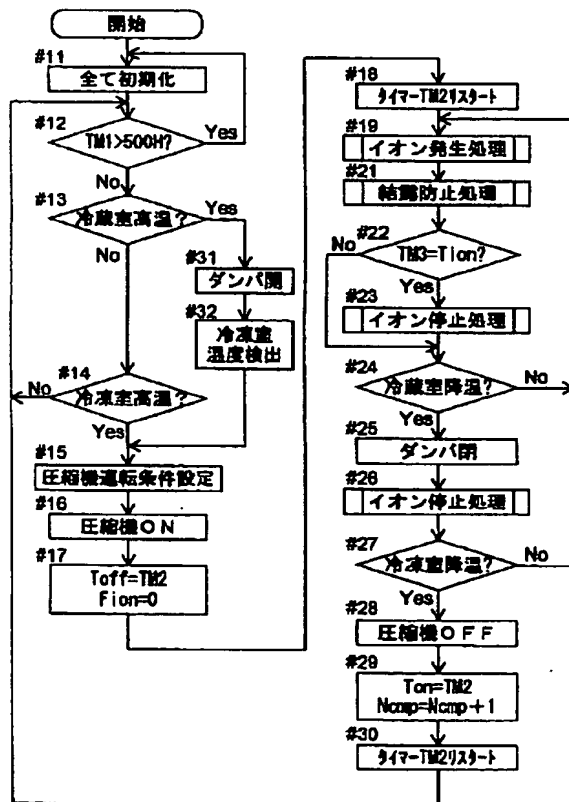 開始
#11
全て初期化
#12
TM1>500H?
Yes
No
#13
冷蔵室高温?
Yes
No
#31
ダンパ開
#32
冷凍室
温度検出
#14
冷凍室高温?
No
Yes
#15
圧縮機運転条件設定
#16
圧縮機ON
#17
Toff=TM2
Fion=0
#18
タイマーTM2リスタート
#19
イオン発生処理
#21
結露防止処理
#22
TM3=Tion?
No
Yes
#23
イオン停止処理
#24
冷蔵室降温?
No
Yes
#25
ダンパ閉
#26
イオン停止処理
#27
冷凍室降温?
No
Yes
#28
圧縮機OFF
#29
Ton=TM2
Ncmp=Ncmp+1
#30
タイマーTM2リスタート